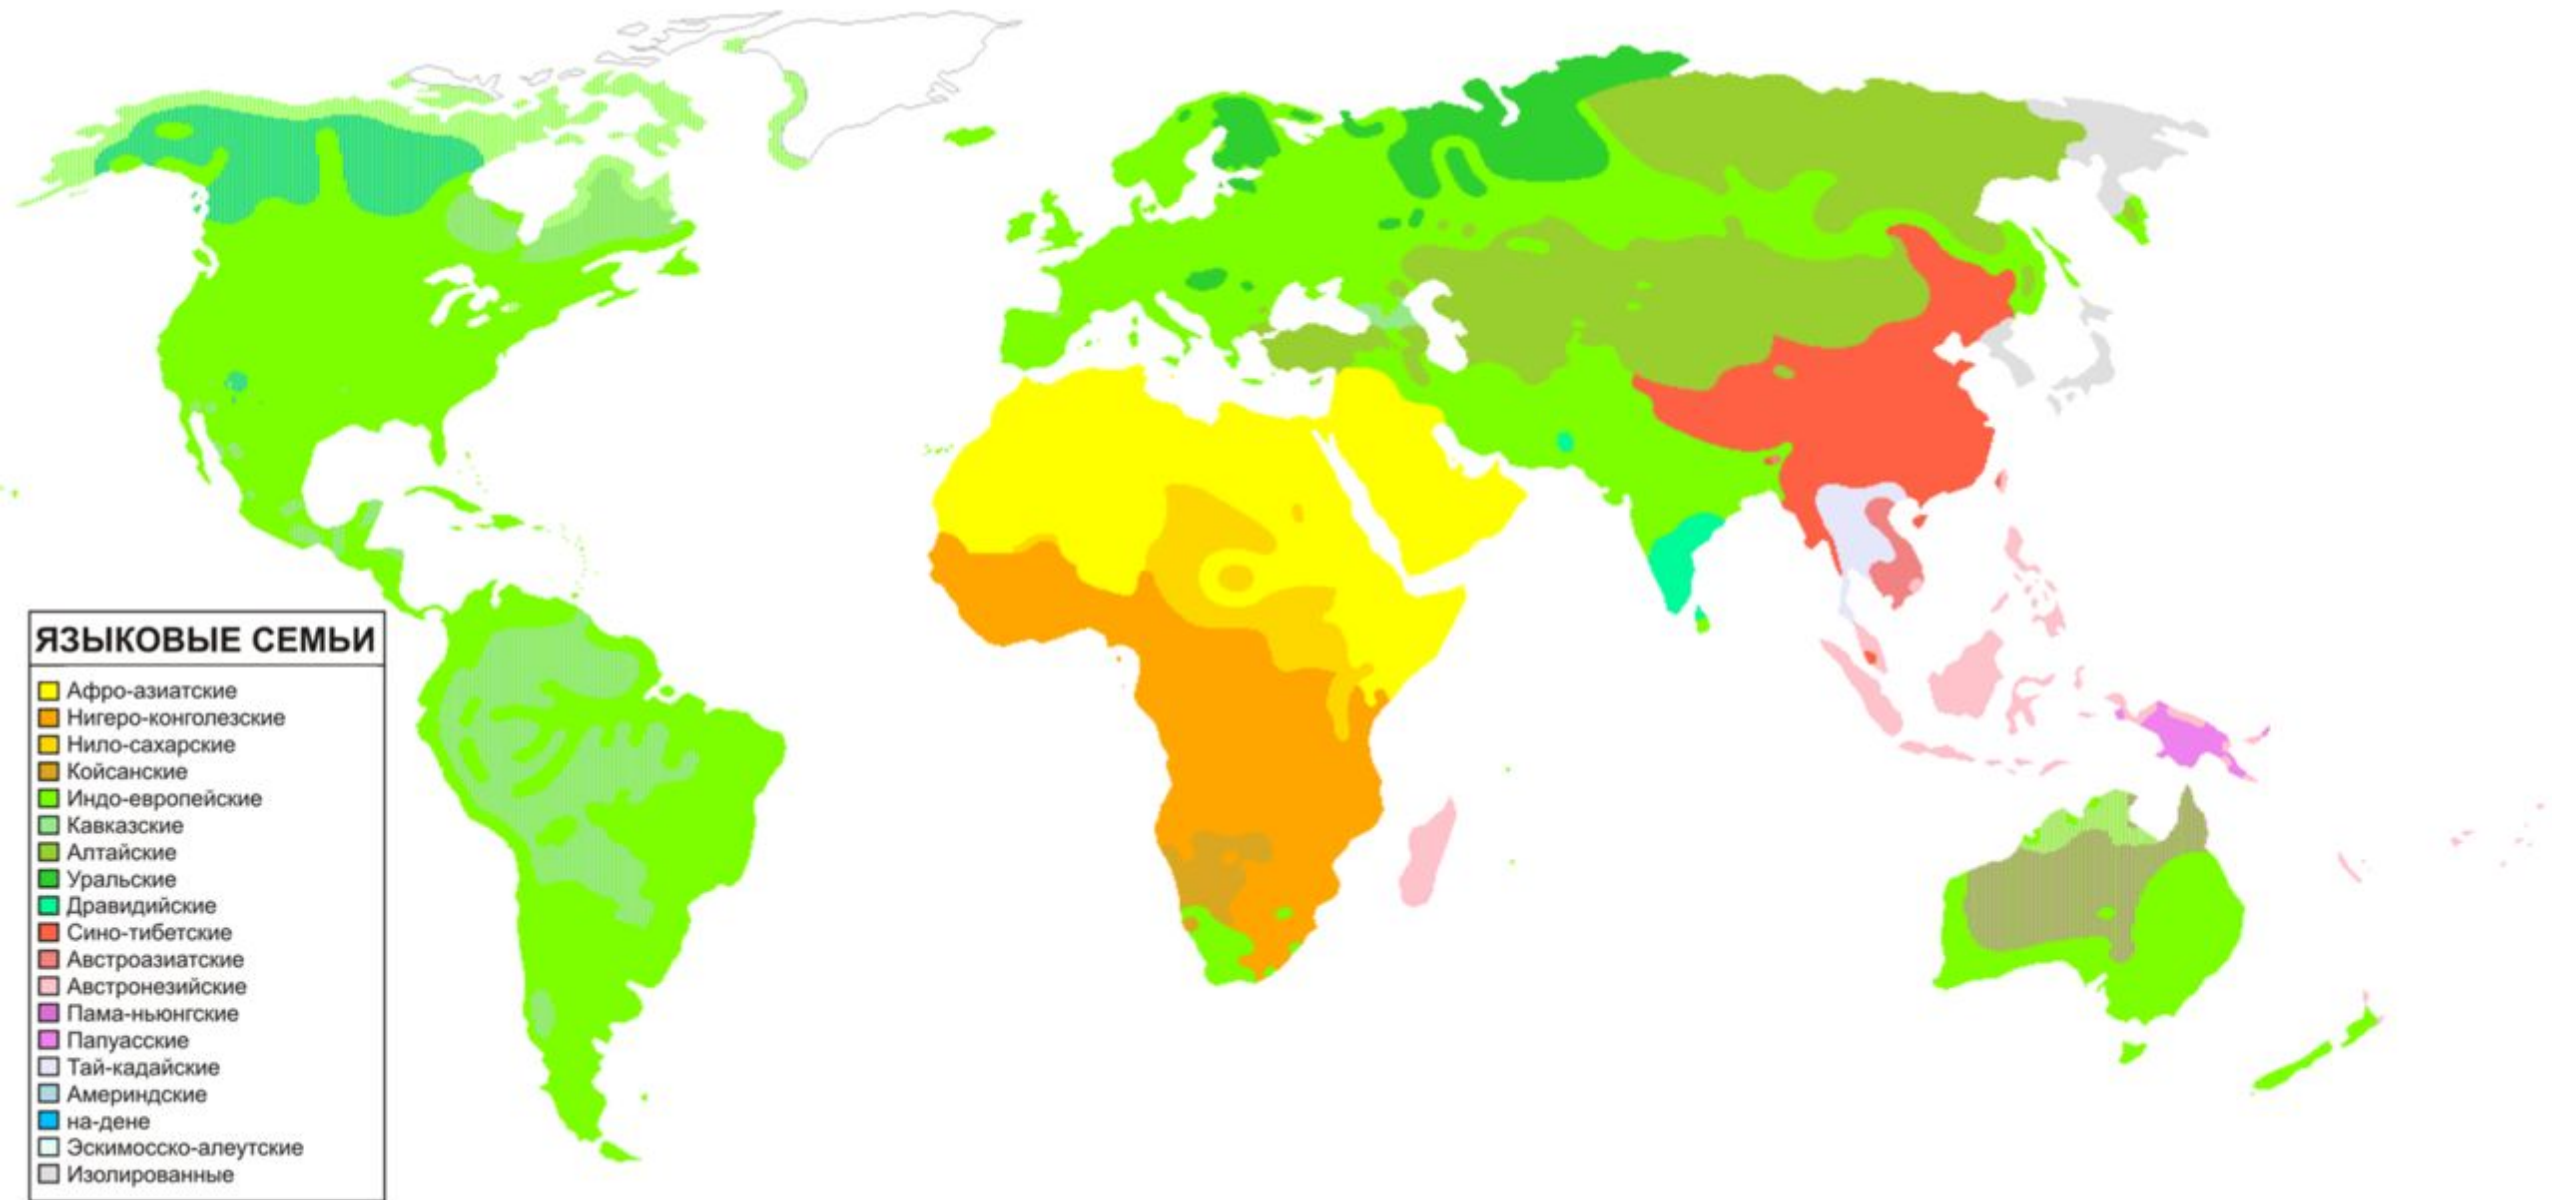 ЯЗЫКОВЫЕ СЕМЬИ
Афро-азиатские
Нигеро-конголезские
Нило-сахарские
Койсанские
Индо-европейские
Кавказские
Алтайские
Уральские
Дравидийские
Сино-тибетские
Австроазиатские
Австронезийские
Пама-ньюнгские
Папуасские
Тай-кадайские
Америндские
на-дене
Эскимосско-алеутские
Изолированные